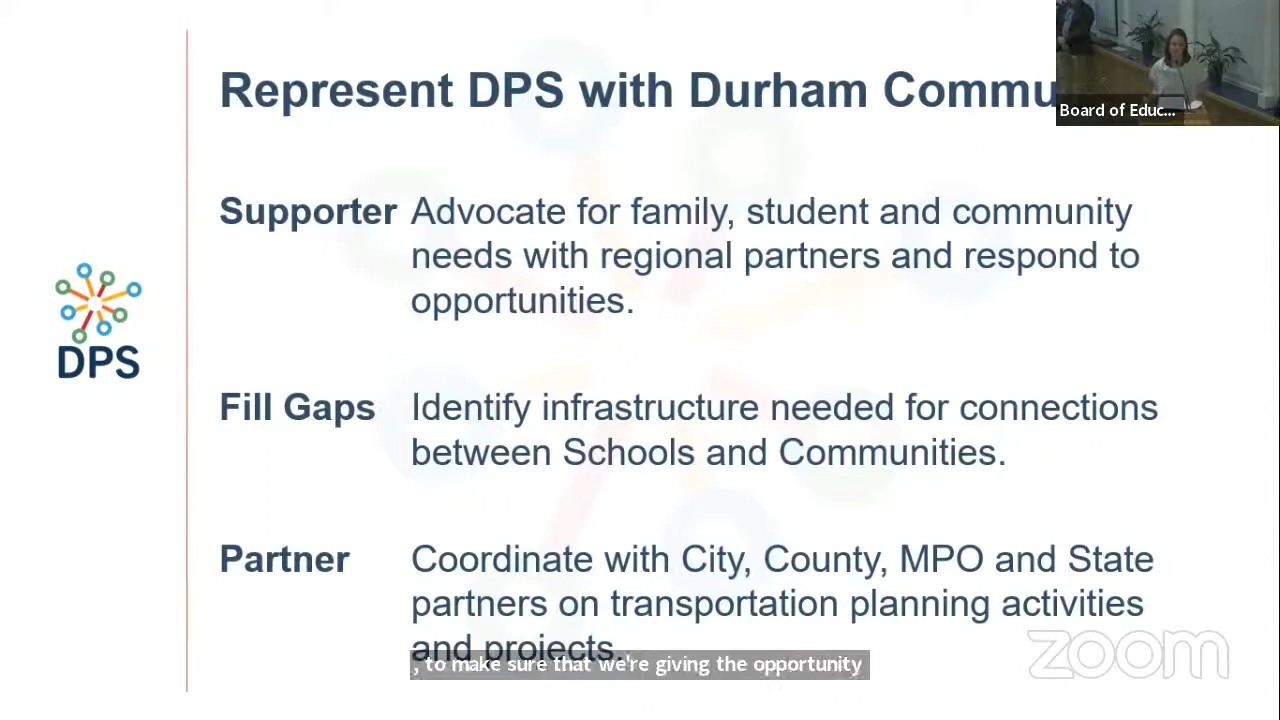 Represent DPS with Durham Commu
Board of Educ...
Supporter Advocate for family, student and community
needs with regional partners and respond to
opportunities.
DPS
Fill Gaps Identify infrastructure needed for connections
between Schools and Communities.
Partner Coordinate with City, County, MPO and State
partners on transportation planning activities
and projects.
, to make sure that we're giving the opportunity
zoom